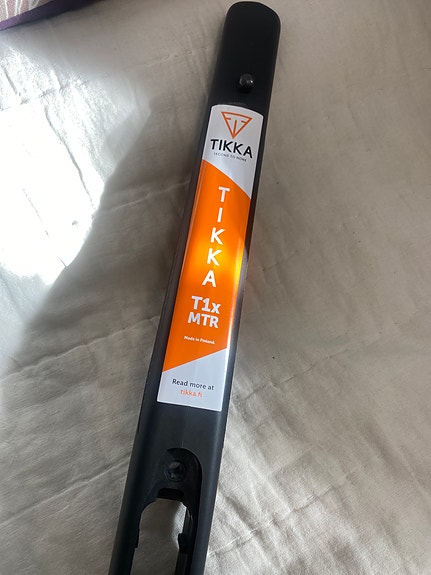 TIKKA
SECOND TO NONE
TIKKA
T1x
MTR
Made in Finland.
Read more at
tikka.fi